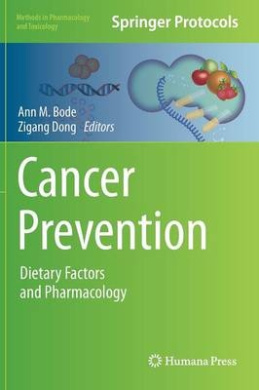 Methods in Pharmacology
and Toxicology
Springer Protocols
Ann M. Bode
Zigang Dong Editors
Cancer
Prevention
Dietary Factors
and Pharmacology
Humana Press